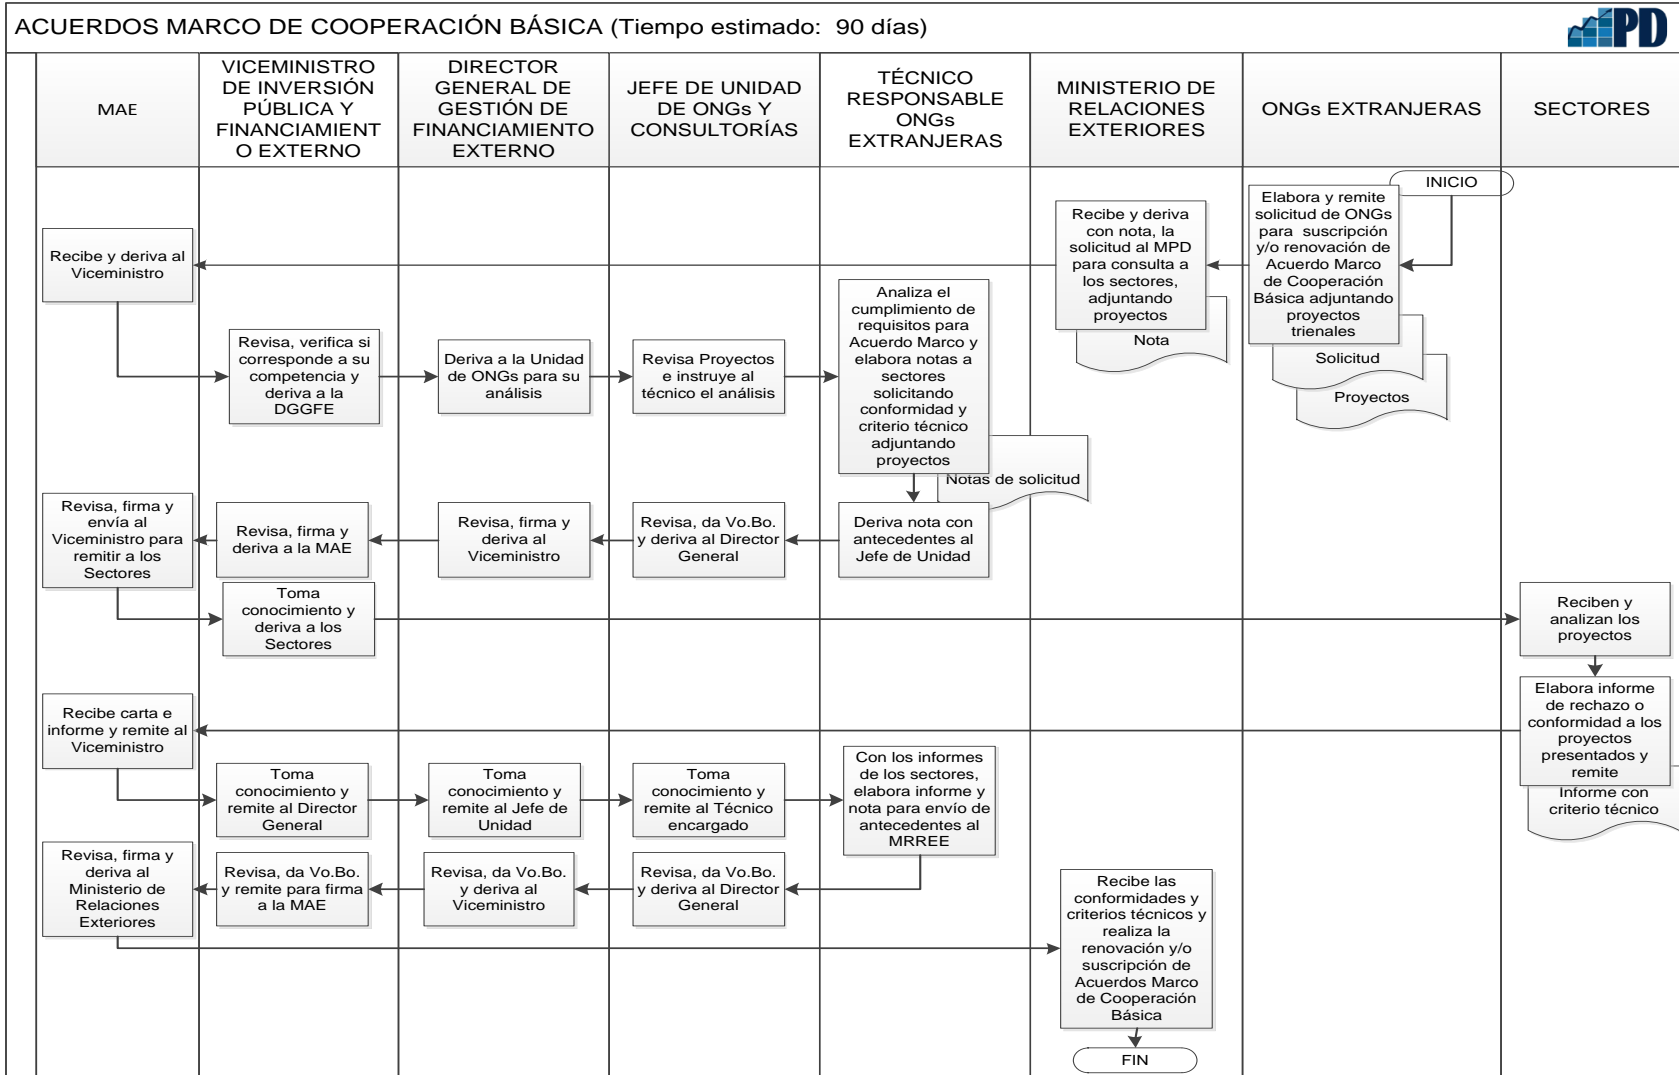 ACUERDOS MARCO DE COOPERACIÓN BÁSICA (Tiempo estimado:  90 días)
PD
MAE
VICEMINISTRO
DE INVERSIÓN
PÚBLICA Y
FINANCIAMIENT
O EXTERNO
DIRECTOR
GENERAL DE
GESTIÓN DE
FINANCIAMIENTO
EXTERNO
JEFE DE UNIDAD
DE ONGs Y
CONSULTORÍAS
TÉCNICO
RESPONSABLE
ONGs
EXTRANJERAS
MINISTERIO DE
RELACIONES
EXTERIORES
ONGs EXTRANJERAS
SECTORES
INICIO
Elabora y remite
solicitud de ONGs
para  suscripción
y/o renovación de
Acuerdo Marco
de Cooperación
Básica adjuntando
proyectos
trienales
Solicitud
Proyectos
Recibe y deriva
con nota, la
solicitud al MPD
para consulta a
los sectores,
adjuntando
proyectos
Nota
Recibe y deriva al
Viceministro
Revisa, verifica si
corresponde a su
competencia y
deriva a la
DGGFE
Deriva a la Unidad
de ONGs para su
análisis
Revisa Proyectos
e instruye al
técnico el análisis
Analiza el
cumplimiento de
requisitos para
Acuerdo Marco y
elabora notas a
sectores
solicitando
conformidad y
criterio técnico
adjuntando
proyectos
Notas de solicitud
Deriva nota con
antecedentes al
Jefe de Unidad
Revisa, da Vo.Bo.
y deriva al Director
General
Revisa, firma y
deriva al
Viceministro
Revisa, firma y
deriva a la MAE
Revisa, firma y
envía al
Viceministro para
remitir a los
Sectores
Toma
conocimiento y
deriva a los
Sectores
Reciben y
analizan los
proyectos
Elabora informe
de rechazo o
conformidad a los
proyectos
presentados y
remite
Informe con
criterio técnico
Recibe carta e
informe y remite al
Viceministro
Toma
conocimiento y
remite al Director
General
Toma
conocimiento y
remite al Jefe de
Unidad
Toma
conocimiento y
remite al Técnico
encargado
Con los informes
de los sectores,
elabora informe y
nota para envío de
antecedentes al
MRREE
Revisa, da Vo.Bo.
y deriva al Director
General
Revisa, da Vo.Bo.
y deriva al
Viceministro
Revisa, da Vo.Bo.
y remite para firma
a la MAE
Revisa, firma y
deriva al
Ministerio de
Relaciones
Exteriores
Recibe las
conformidades y
criterios técnicos y
realiza la
renovación y/o
suscripción de
Acuerdos Marco
de Cooperación
Básica
FIN